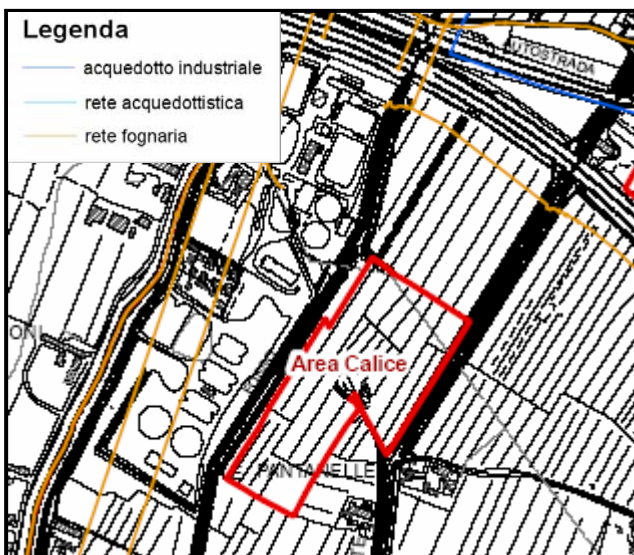 Legenda
acquedotto industriale
rete acquedottistica
rete fognaria
AUTOSTRADA
Area Calice
PANTANELLE